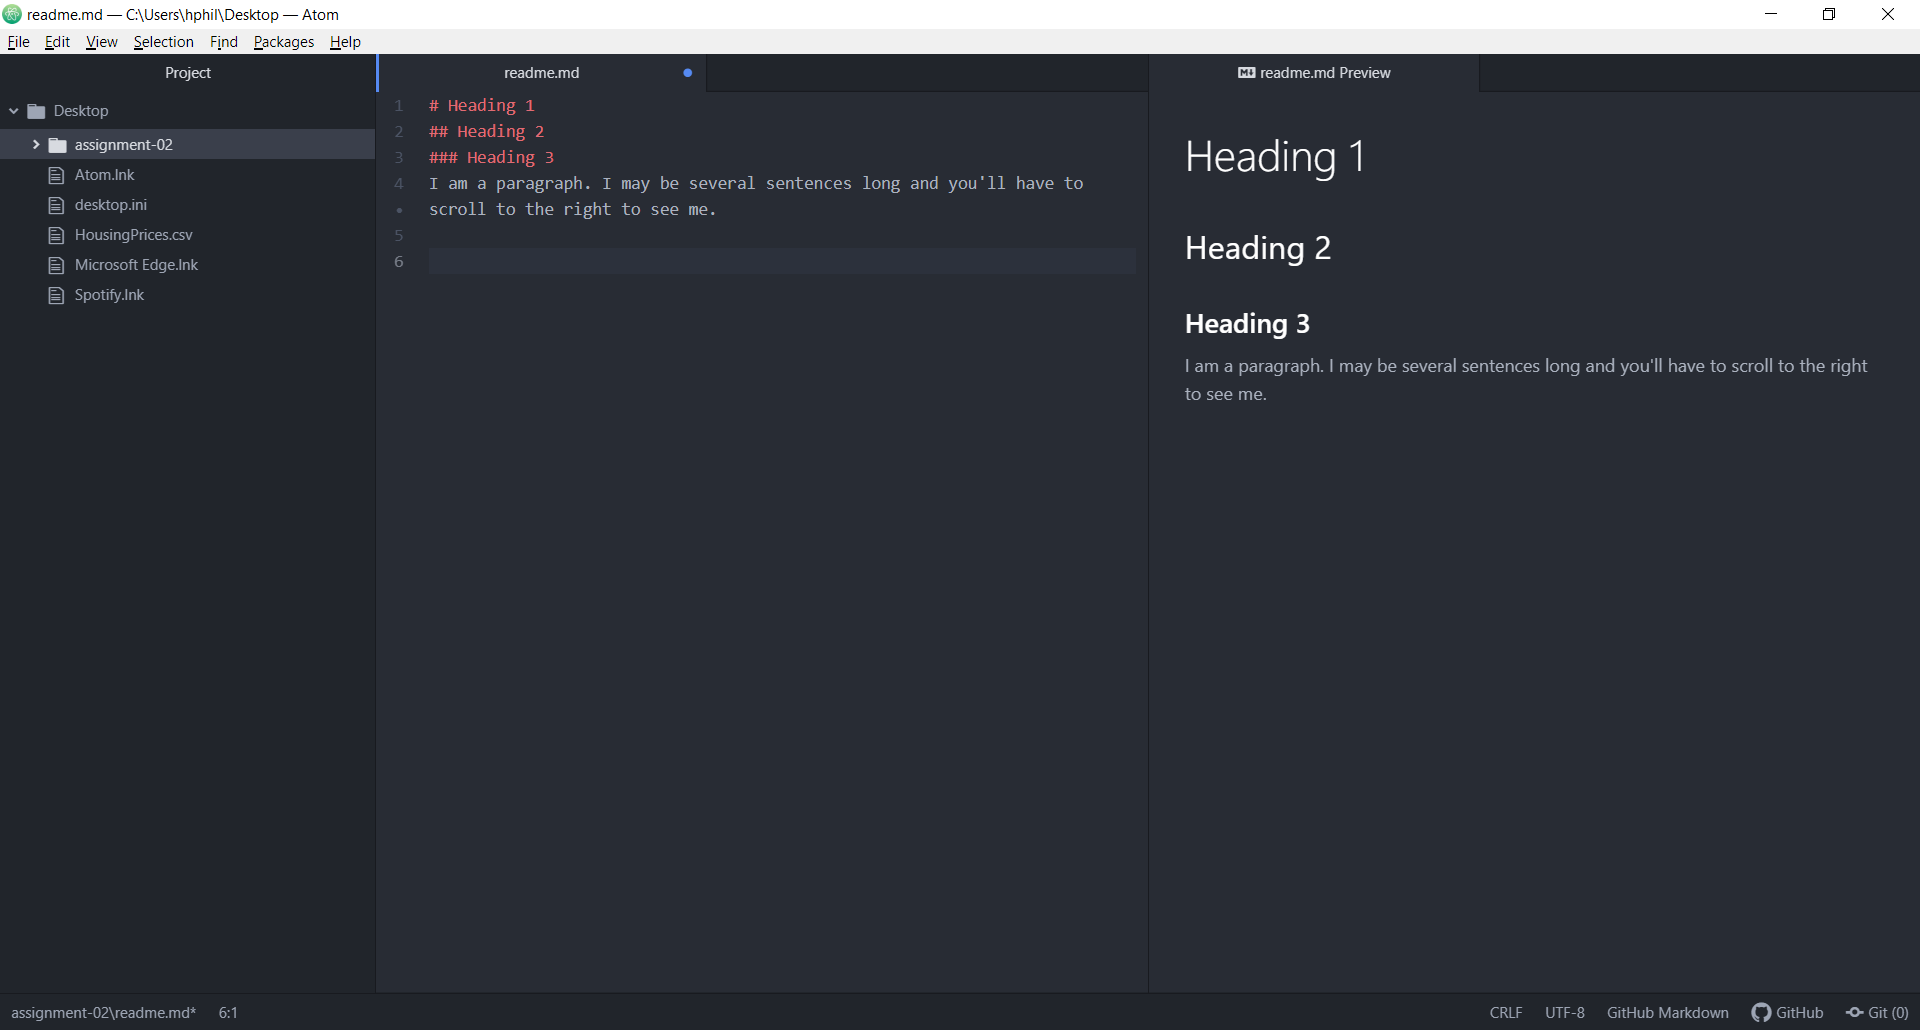 readme.md — C:\Users\hphil\Desktop — Atom
File Edit View Selection Find Packages Help
Project
Desktop
assignment-02
Atom.lnk
desktop.ini
HousingPrices.csv
Microsoft Edge.lnk
Spotify.lnk
readme.md
1 # Heading 1
2 ## Heading 2
3 ### Heading 3
4 I am a paragraph. I may be several sentences long and you'll have to
• scroll to the right to see me.
5
6
readme.md Preview
Heading 1
Heading 2
Heading 3
I am a paragraph. I may be several sentences long and you'll have to scroll to the right
to see me.
assignment-02\readme.md* 6:1
CRLF UTF-8 GitHub Markdown GitHub Git (0)